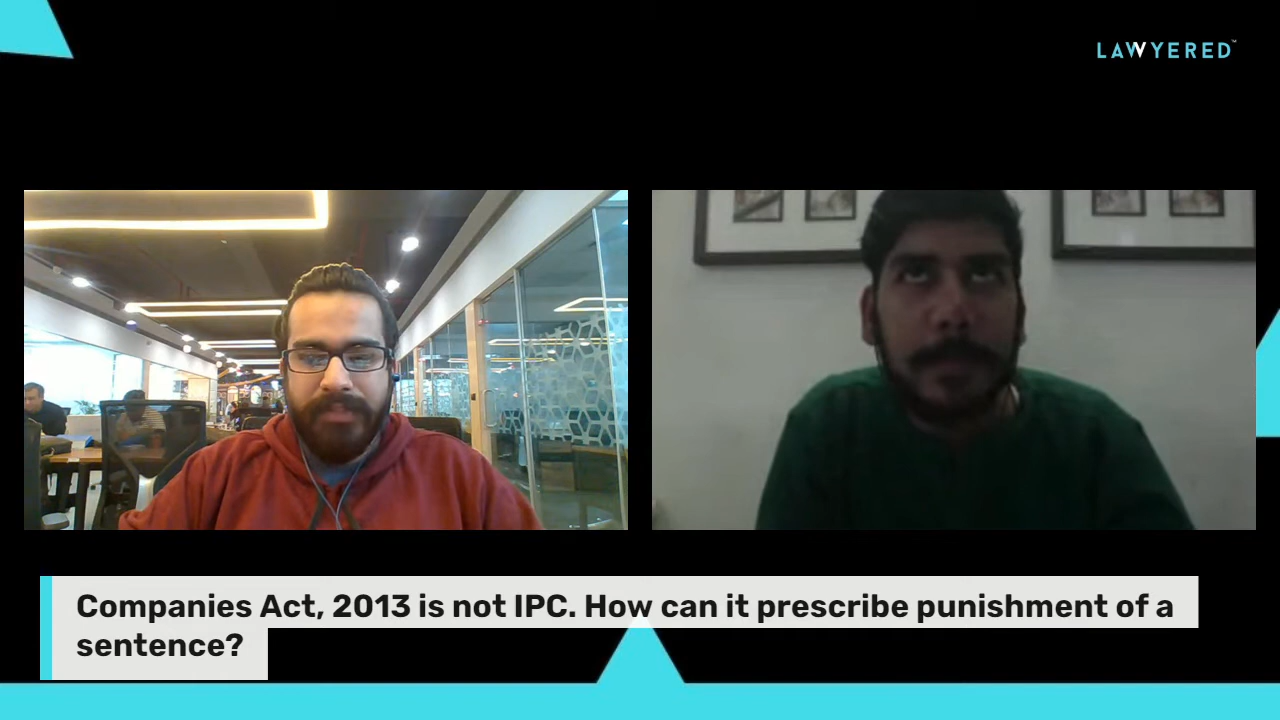 LAWYERED™
Companies Act, 2013 is not IPC. How can it prescribe punishment of a
sentence?